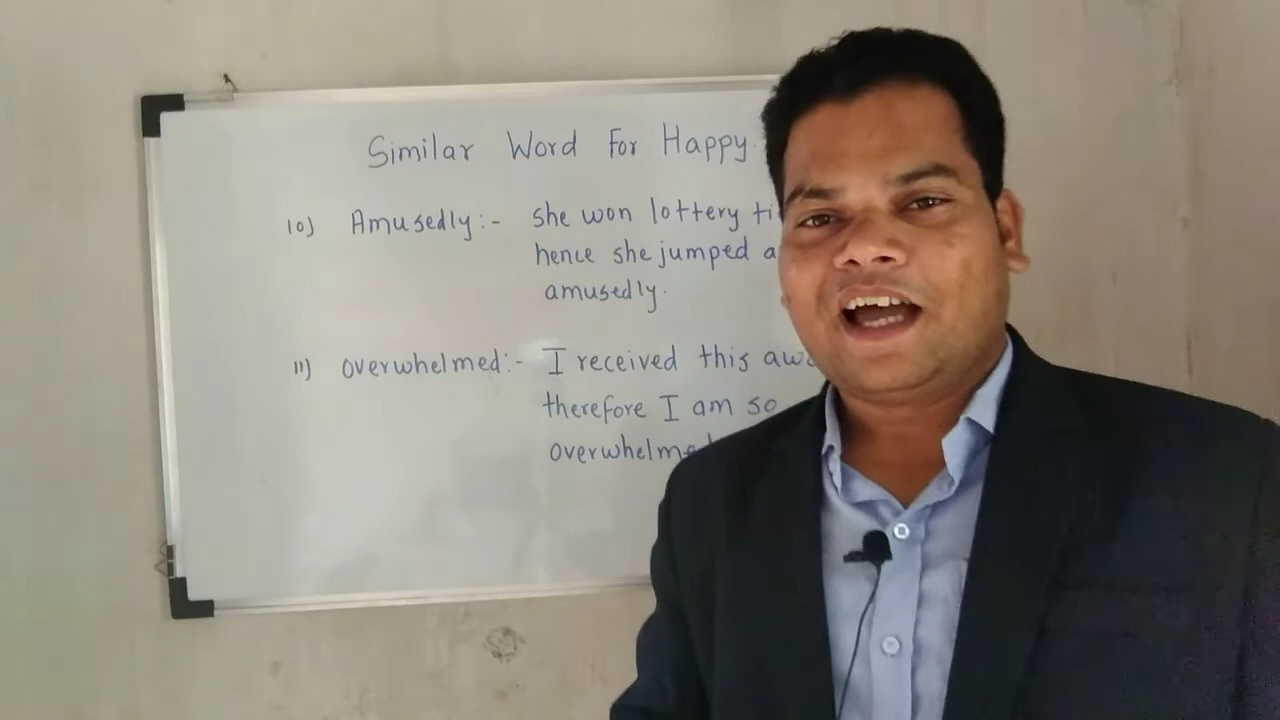 Similar Word For Happy.
10) Amusedly:- she won lottery
hence she jumped
amusedly.
11) overwhelmed:- I received this
therefore I am so